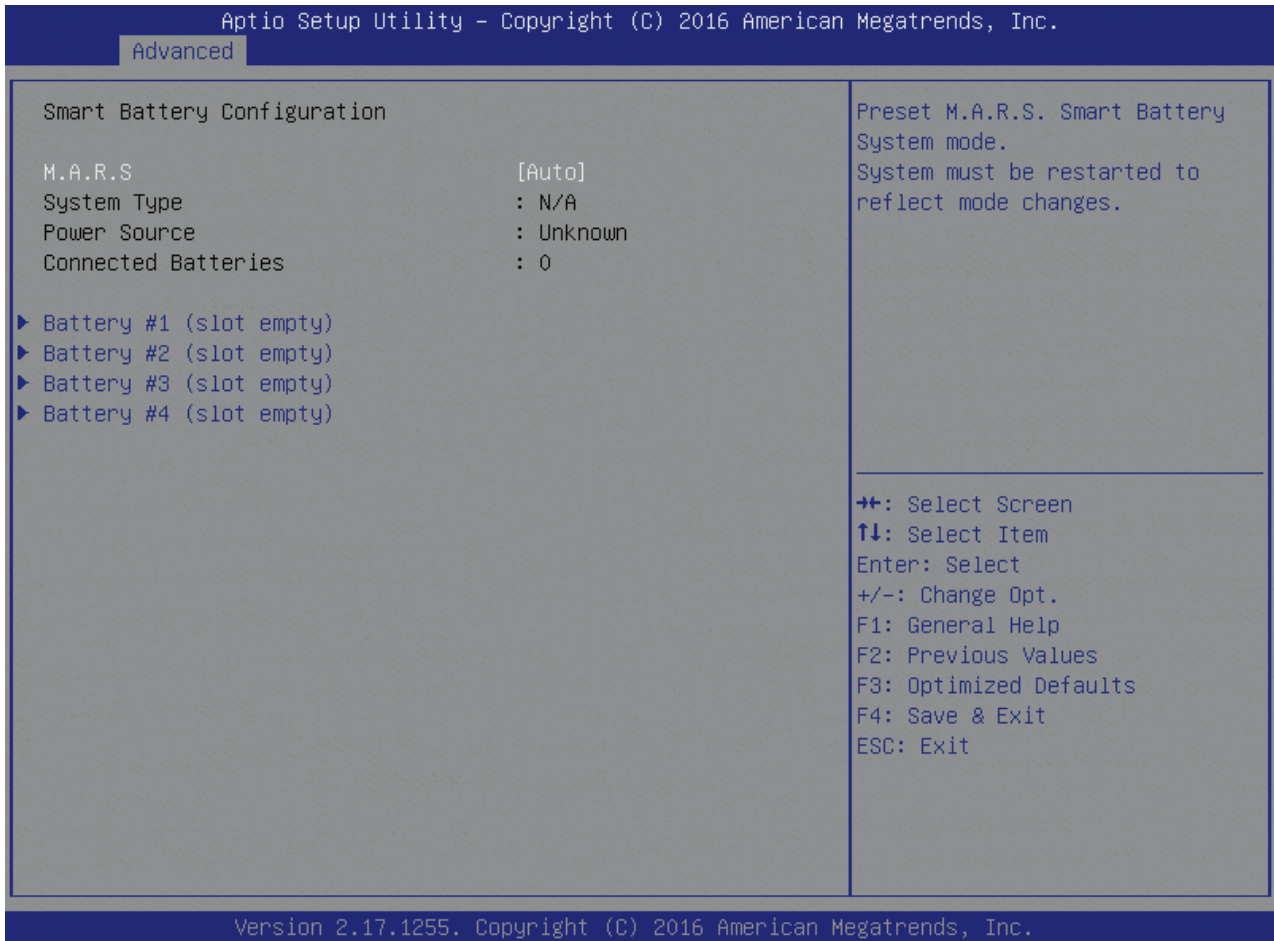 Aptio Setup Utility – Copyright (C) 2016 American Megatrends, Inc.
Advanced
Smart Battery Configuration
M.A.R.S [Auto]
System Type : N/A
Power Source : Unknown
Connected Batteries : 0
▶ Battery #1 (slot empty)
▶ Battery #2 (slot empty)
▶ Battery #3 (slot empty)
▶ Battery #4 (slot empty)
Preset M.A.R.S. Smart Battery
System mode.
System must be restarted to
reflect mode changes.
→←: Select Screen
↑↓: Select Item
Enter: Select
+/-: Change Opt.
F1: General Help
F2: Previous Values
F3: Optimized Defaults
F4: Save & Exit
ESC: Exit
Version 2.17.1255. Copyright (C) 2016 American Megatrends, Inc.